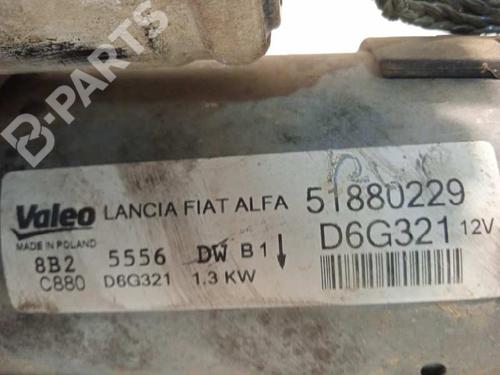 B-PARTS
Valeo LANCIA FIAT ALFA 51880229
MADE IN POLAND D6G321 12V
8B2 5556 DW B1
C880 D6G321 1.3 KW